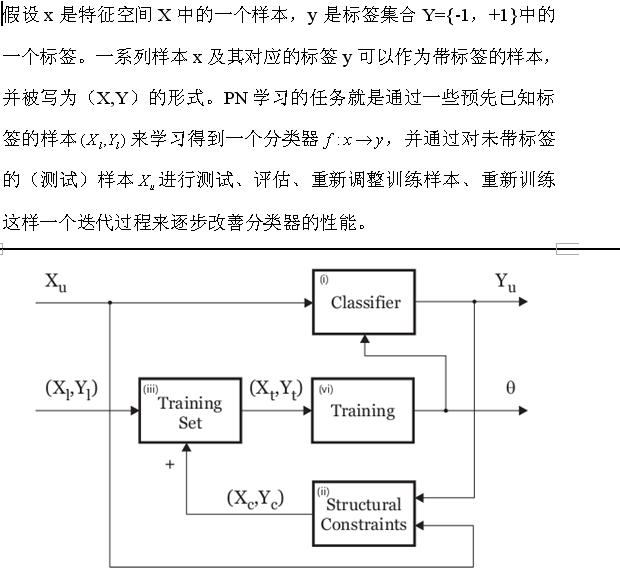 假设 x 是特征空间 X 中的一个样本，y 是标签集合 Y={-1，+1}中的
一个标签。一系列样本 x 及其对应的标签 y 可以作为带标签的样本，
并被写为（X,Y）的形式。PN 学习的任务就是通过一些预先已知标
签的样本(Xl,Yl)来学习得到一个分类器 f:x→y，并通过对未带标签
的（测试）样本Xu进行测试、评估、重新调整训练样本、重新训练
这样一个迭代过程来逐步改善分类器的性能。
Xu
(i)
Classifier
Yu
(Xl,Yl)
(iii)
Training
Set
(Xt,Yt)
(vi)
Training
θ
+
(Xc,Yc)
(ii)
Structural
Constraints